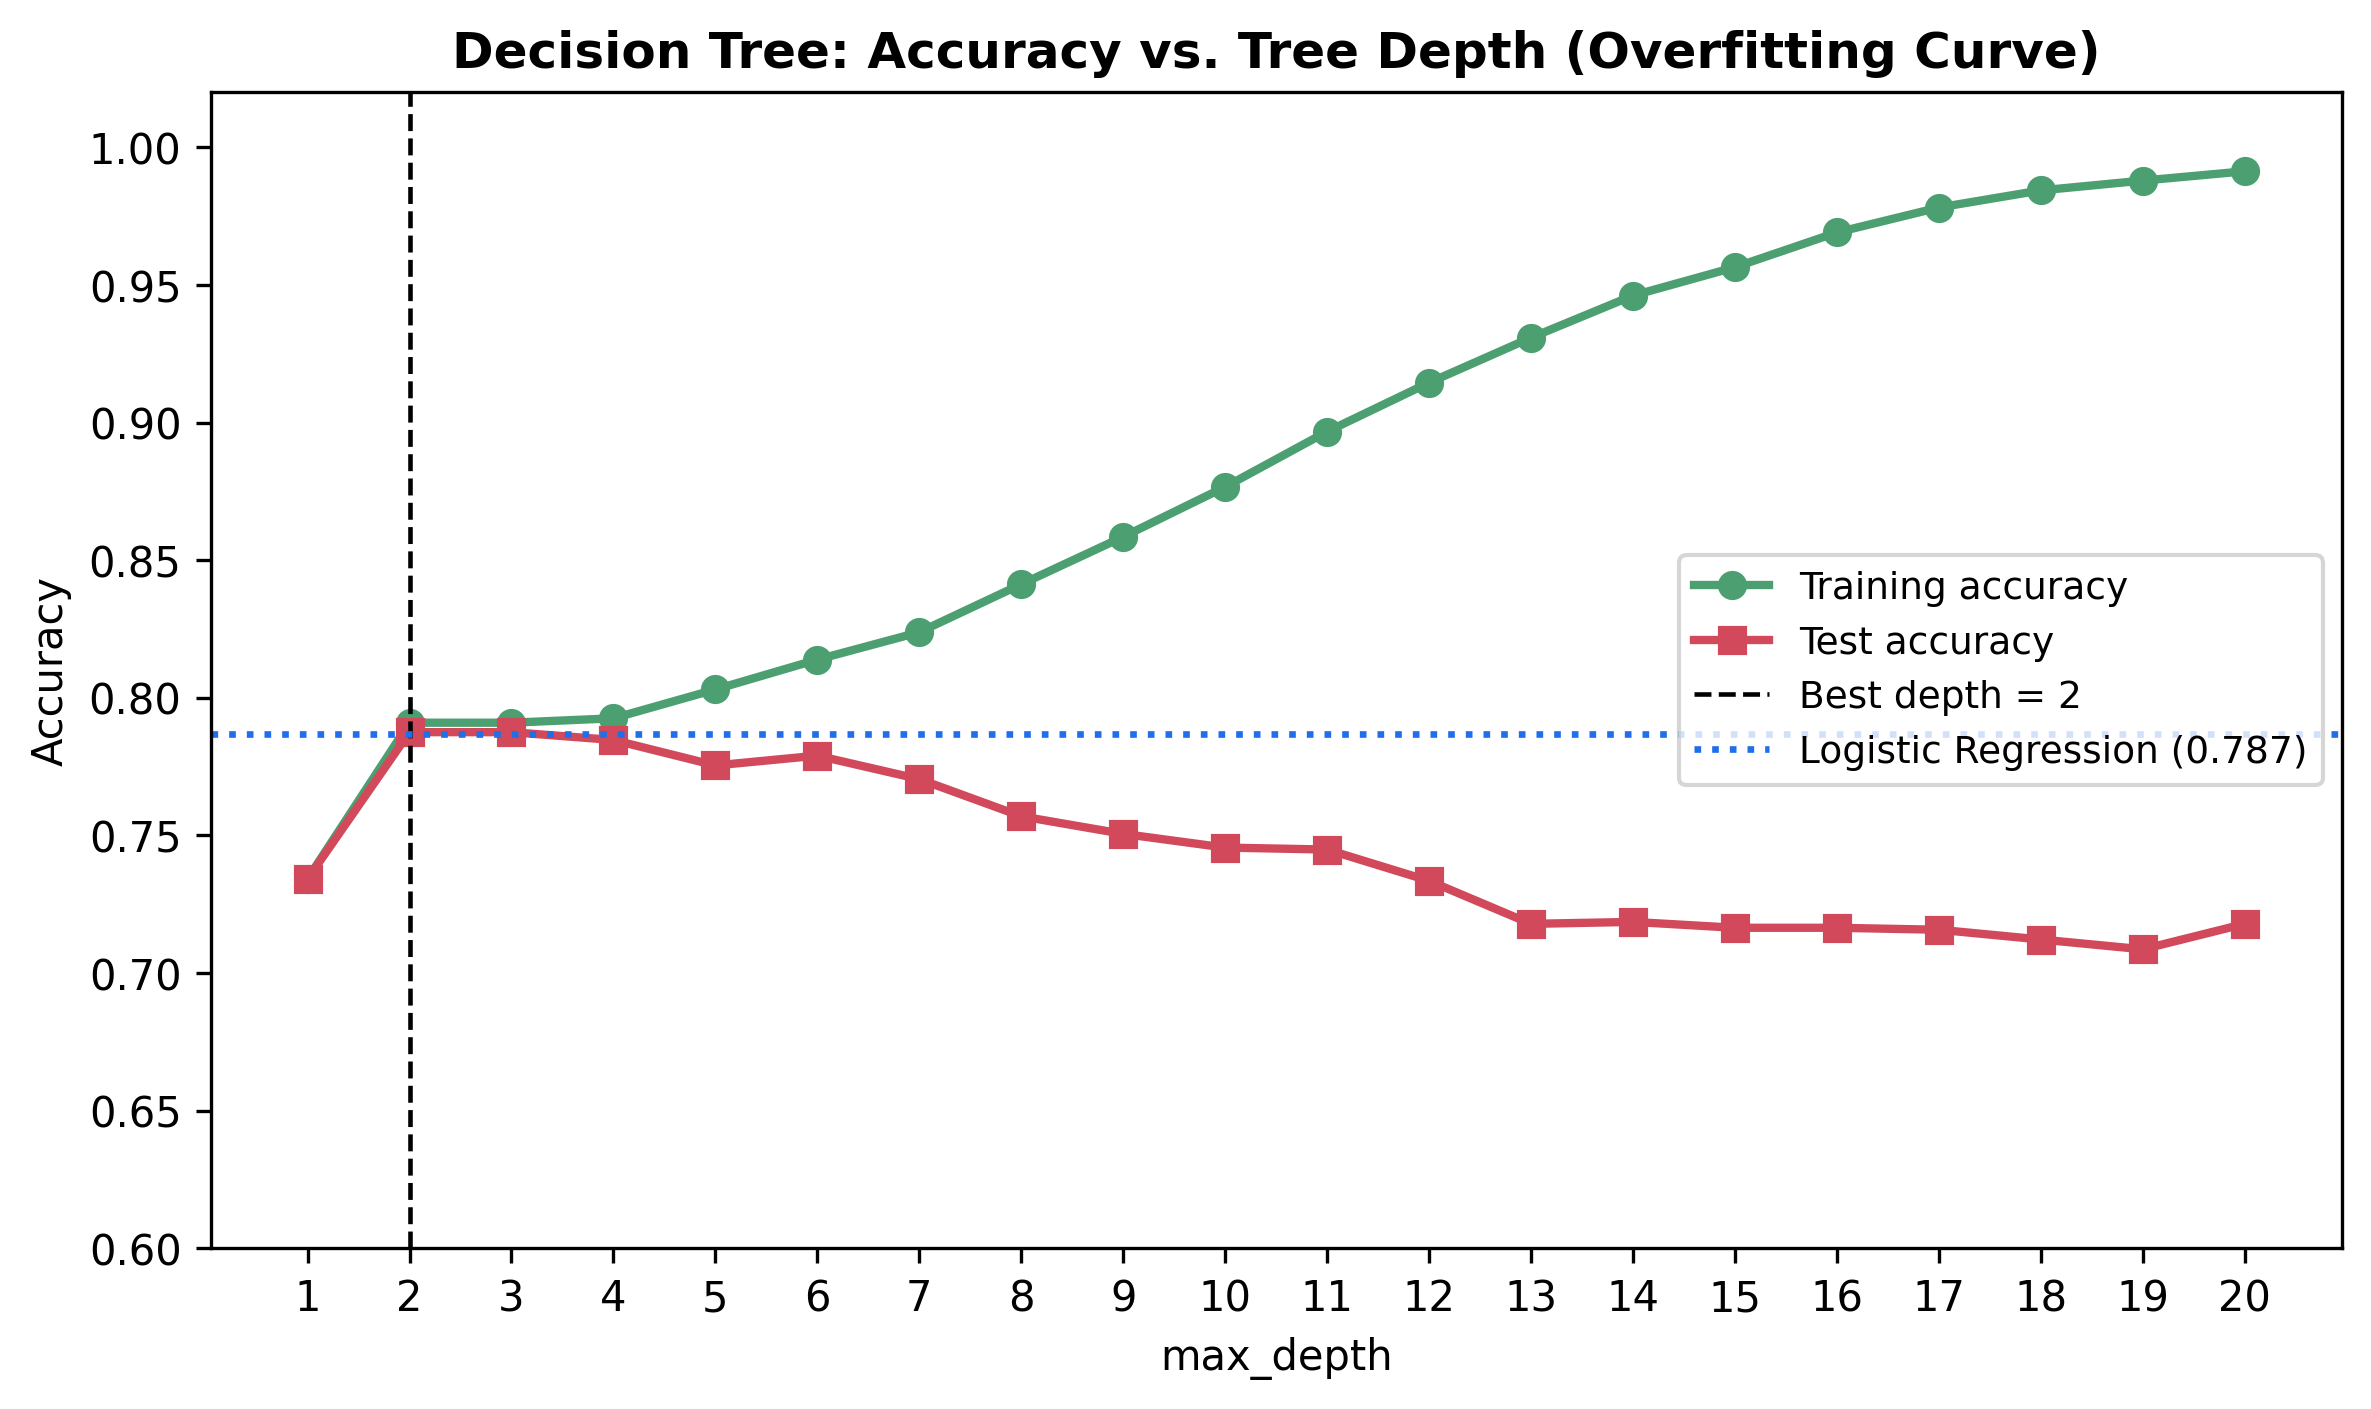 Decision Tree: Accuracy vs. Tree Depth (Overfitting Curve)
Accuracy
1.00
0.95
0.90
0.85
0.80
0.75
0.70
0.65
0.60
Training accuracy
Test accuracy
Best depth = 2
Logistic Regression (0.787)
1 2 3 4 5 6 7 8 9 10 11 12 13 14 15 16 17 18 19 20
max_depth